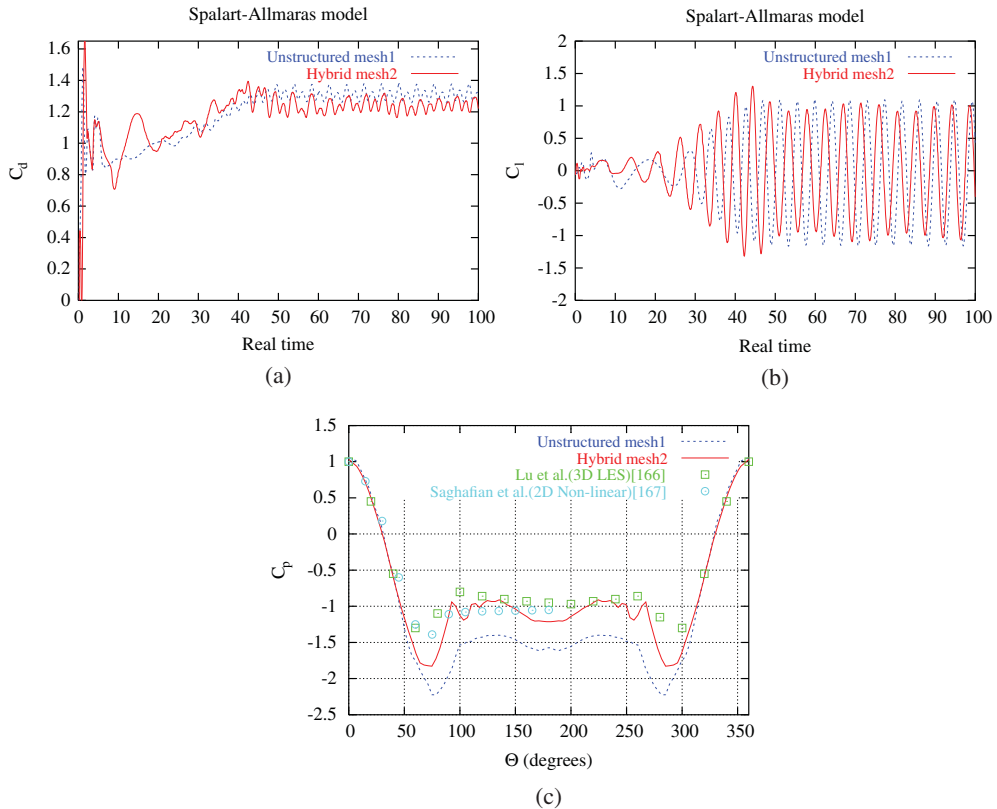 Spalart-Allmaras model
Unstructured mesh1
Hybrid mesh2
1.6
1.4
1.2
1
0.8
0.6
0.4
1.2
0
C_d
0 10 20 30 40 50 60 70 80 90 100
Real time
(a)
Spalart-Allmaras model
Unstructured mesh1
Hybrid mesh2
2
1.5
1
0.5
0
-0.5
-1
-1.5
-2
C_l
0 10 20 30 40 50 60 70 80 90 100
Real time
(b)
Unstructured mesh1
Hybrid mesh2
Lu et al.(3D LES)[166]
Saghafian et al.(2D Non-linear)[167]
1.5
1
0.5
0
-0.5
-1
-1.5
-2
-2.5
C_p
0 50 100 150 200 250 300 350
Θ (degrees)
(c)